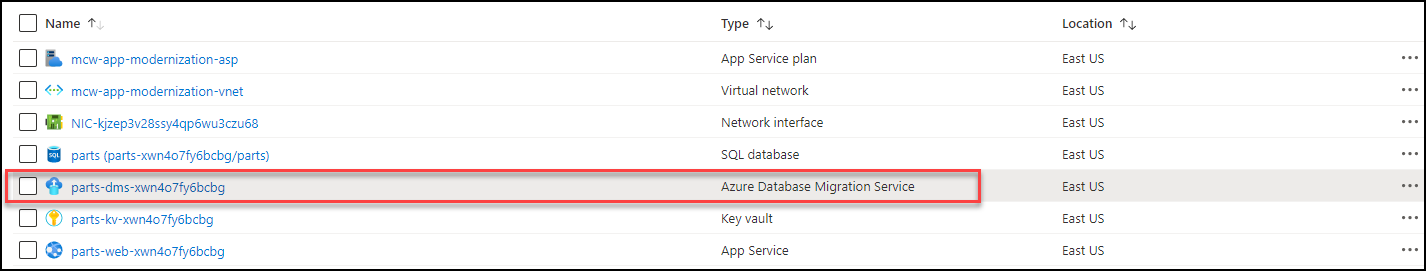 Name ↑↓ Type ↑↓ Location ↑↓
mcw-app-modernization-asp App Service plan East US ...
mcw-app-modernization-vnet Virtual network East US ...
NIC-kjzep3v28ssy4qp6wu3czu68 Network interface East US ...
parts (parts-xwn4o7fy6bcbg/parts) SQL database East US ...
parts-dms-xwn4o7fy6bcbg Azure Database Migration Service East US ...
parts-kv-xwn4o7fy6bcbg Key vault East US ...
parts-web-xwn4o7fy6bcbg App Service East US ...